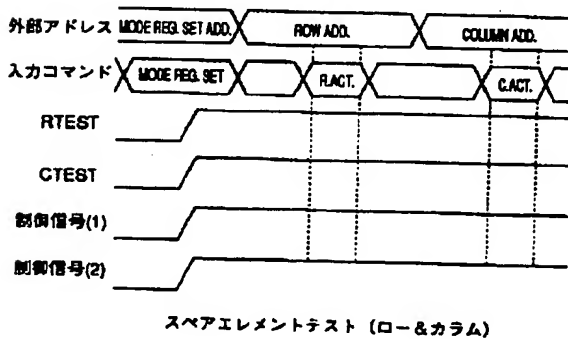 外部アドレス MODE REG. SET ADD. ROW ADD. COLUMN ADD.
入力コマンド MODE REG. SET R.ACT. C.ACT.
RTEST
CTEST
制御信号(1)
制御信号(2)
スペアエレメントテスト (ロー&カラム)